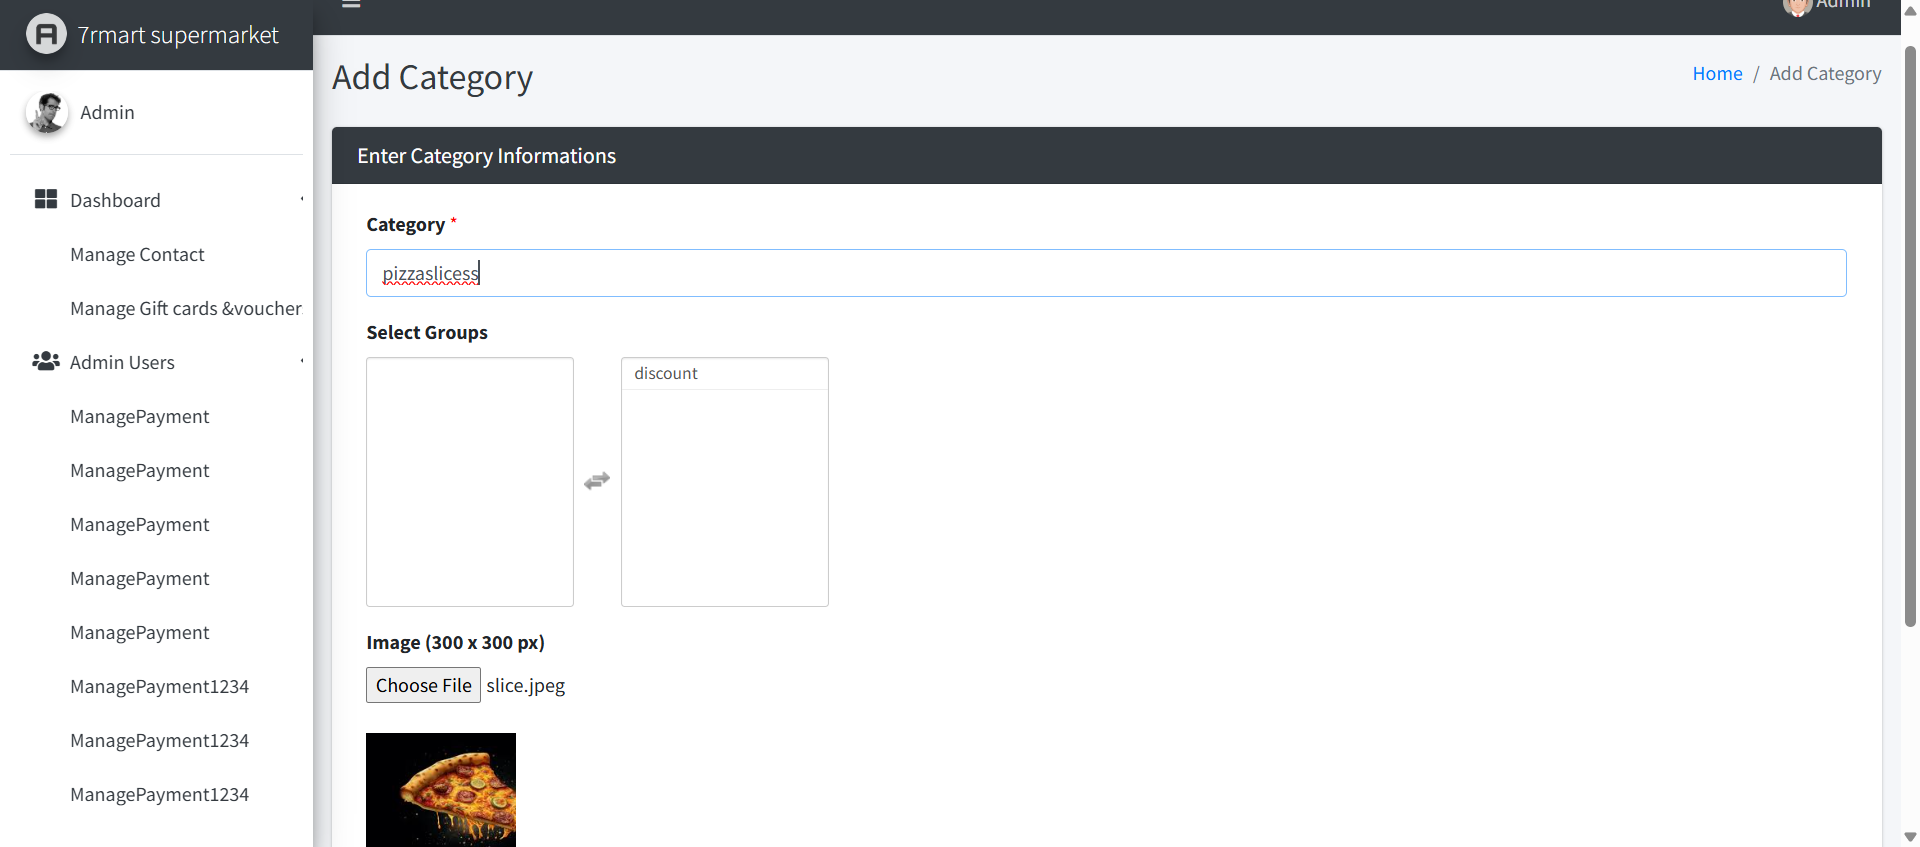 7rmart supermarket
Admin
Admin
Dashboard
Manage Contact
Manage Gift cards &voucher
Admin Users
ManagePayment
ManagePayment
ManagePayment
ManagePayment
ManagePayment
ManagePayment1234
ManagePayment1234
ManagePayment1234
Add Category
Home / Add Category
Enter Category Informations
Category *
pizzaslicess
Select Groups
discount
Image (300 x 300 px)
Choose File slice.jpeg